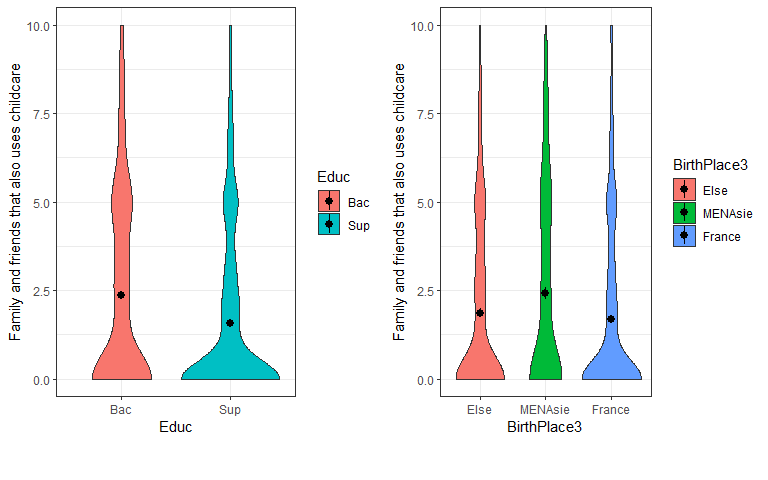 Family and friends that also uses childcare
10.0
7.5
5.0
2.5
0.0
Bac
Sup
Educ
Educ
Bac
Sup
Family and friends that also uses childcare
10.0
7.5
5.0
2.5
0.0
Else
MENAsie
France
BirthPlace3
BirthPlace3
Else
MENAsie
France